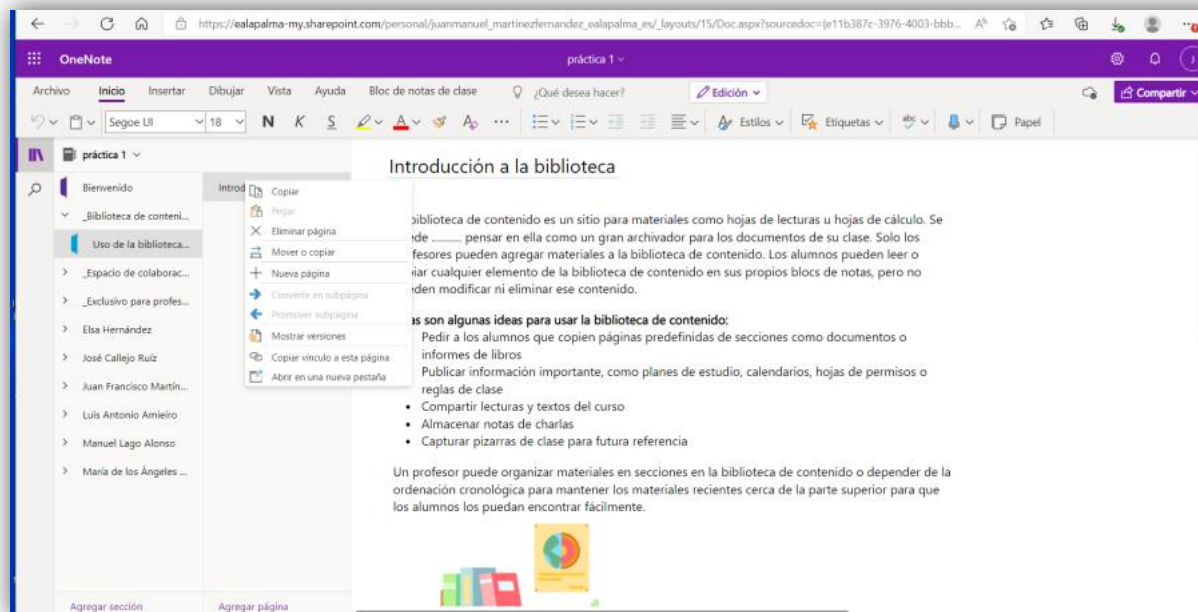 https://ealapalma-my.sharepoint.com/personal/juanmanuel_martinezfernandez_ealapalma_es/_layouts/15/Doc.aspx?sourcedoc={e11b387c-3976-4003-bbb...
OneNote
práctica 1
J
Archivo Inicio Insertar Dibujar Vista Ayuda Bloc de notas de clase ¿Qué desea hacer? Edición Compartir
Segoe UI 18 N K S A A Estilos Etiquetas abc Papel
práctica 1
Bienvenido
_Biblioteca de conteni...
Uso de la biblioteca...
_Espacio de colaborac...
_Exclusivo para profes...
Elsa Hernández
José Callejo Ruíz
Juan Francisco Martín...
Luis Antonio Amieiro
Manuel Lago Alonso
María de los Ángeles ...
Agregar sección
Introd
Agregar página
Copiar
Pegar
Eliminar página
Mover o copiar
Nueva página
Convertir en subpágina
Promover subpágina
Mostrar versiones
Copiar vínculo a esta página
Abrir en una nueva pestaña
Introducción a la biblioteca
biblioteca de contenido es un sitio para materiales como hojas de lecturas u hojas de cálculo. Se
ede .......... pensar en ella como un gran archivador para los documentos de su clase. Solo los
fesores pueden agregar materiales a la biblioteca de contenido. Los alumnos pueden leer o
iar cualquier elemento de la biblioteca de contenido en sus propios blocs de notas, pero no
eden modificar ni eliminar ese contenido.
as son algunas ideas para usar la biblioteca de contenido:
Pedir a los alumnos que copien páginas predefinidas de secciones como documentos o
informes de libros
Publicar información importante, como planes de estudio, calendarios, hojas de permisos o
reglas de clase
• Compartir lecturas y textos del curso
• Almacenar notas de charlas
• Capturar pizarras de clase para futura referencia
Un profesor puede organizar materiales en secciones en la biblioteca de contenido o depender de la
ordenación cronológica para mantener los materiales recientes cerca de la parte superior para que
los alumnos los puedan encontrar fácilmente.